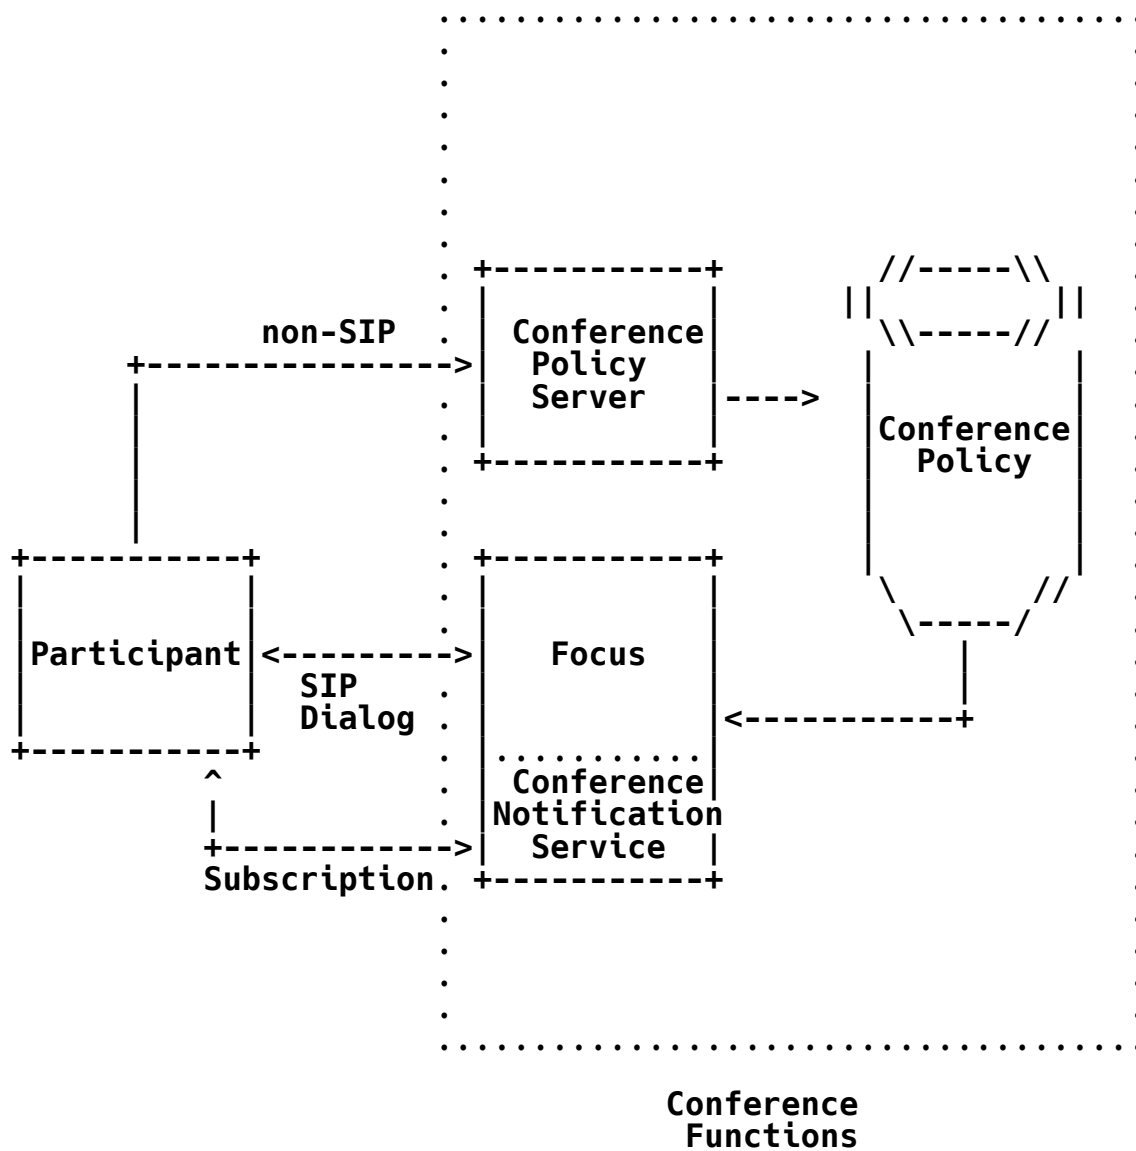 non-SIP
Conference
Policy
Server
Conference
Policy
Participant
SIP
Dialog
Focus
Conference
Notification
Service
Subscription
Conference
Functions